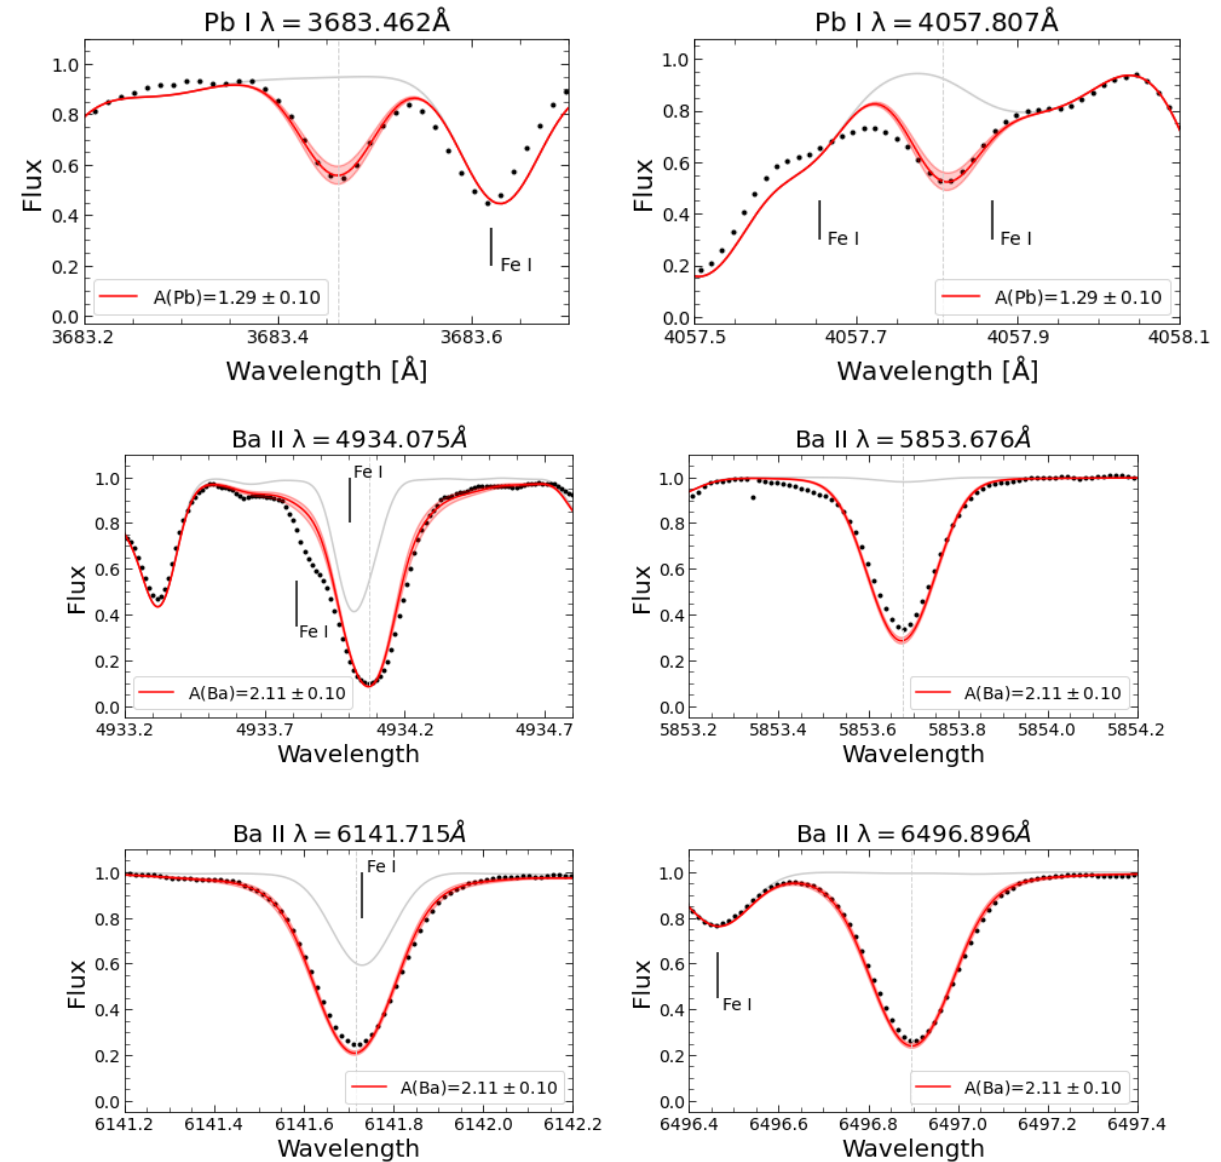 Pb I λ = 3683.462Å
Flux
1.0
0.8
0.6
0.4
0.2
0.0
Fe I
A(Pb)=1.29 ± 0.10
3683.2 3683.4 3683.6
Wavelength [Å]
Pb I λ = 4057.807Å
Flux
1.0
0.8
0.6
0.4
0.2
0.0
Fe I
Fe I
A(Pb)=1.29 ± 0.10
4057.5 4057.7 4057.9 4058.1
Wavelength [Å]
Ba II λ = 4934.075Å
Flux
1.0
0.8
0.6
0.4
0.2
0.0
Fe I
Fe I
A(Ba)=2.11 ± 0.10
4933.2 4933.7 4934.2 4934.7
Wavelength
Ba II λ = 5853.676Å
Flux
1.0
0.8
0.6
0.4
0.2
0.0
A(Ba)=2.11 ± 0.10
5853.2 5853.4 5853.6 5853.8 5854.0 5854.2
Wavelength
Ba II λ = 6141.715Å
Flux
1.0
0.8
0.6
0.4
0.2
0.0
Fe I
A(Ba)=2.11 ± 0.10
6141.2 6141.4 6141.6 6141.8 6142.0 6142.2
Wavelength
Ba II λ = 6496.896Å
Flux
1.0
0.8
0.6
0.4
0.2
0.0
Fe I
A(Ba)=2.11 ± 0.10
6496.4 6496.6 6496.8 6497.0 6497.2 6497.4
Wavelength